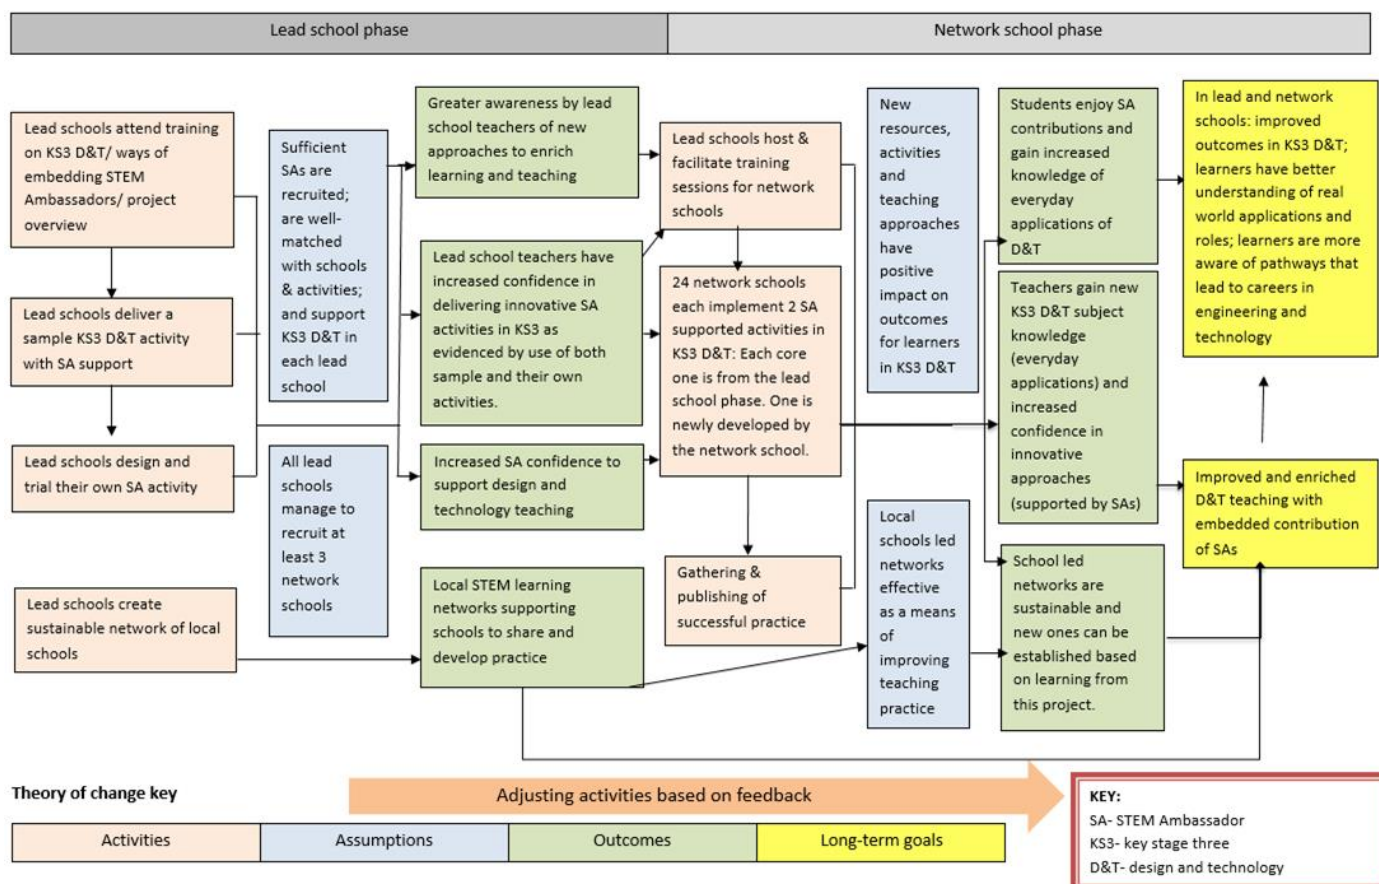 Lead school phase
Network school phase
Lead schools attend training
on KS3 D&T/ ways of
embedding STEM
Ambassadors/ project
overview
Lead schools deliver a
sample KS3 D&T activity
with SA support
Lead schools design and
trial their own SA activity
Lead schools create
sustainable network of local
schools
Sufficient
SAs are
recruited;
are well-
matched
with schools
& activities;
and support
KS3 D&T in
each lead
school
All lead
schools
manage to
recruit at
least 3
network
schools
Greater awareness by lead
school teachers of new
approaches to enrich
learning and teaching
Lead school teachers have
increased confidence in
delivering innovative SA
activities in KS3 as
evidenced by use of both
sample and their own
activities.
Increased SA confidence to
support design and
technology teaching
Local STEM learning
networks supporting
schools to share and
develop practice
Lead schools host &
facilitate training
sessions for network
schools
24 network schools
each implement 2 SA
supported activities in
KS3 D&T: Each core
one is from the lead
school phase. One is
newly developed by
the network school.
Gathering &
publishing of
successful practice
New
resources,
activities
and
teaching
approaches
have
positive
impact on
outcomes
for learners
in KS3 D&T
Local
schools led
networks
effective
as a means
of
improving
teaching
practice
Students enjoy SA
contributions and
gain increased
knowledge of
everyday
applications of
D&T
Teachers gain new
KS3 D&T subject
knowledge
(everyday
applications) and
increased
confidence in
innovative
approaches
(supported by SAs)
School led
networks are
sustainable and
new ones can be
established based
on learning from
this project.
In lead and network
schools: improved
outcomes in KS3 D&T;
learners have better
understanding of real
world applications and
roles; learners are more
aware of pathways that
lead to careers in
engineering and
technology
Improved and enriched
D&T teaching with
embedded contribution
of SAs
Theory of change key
Adjusting activities based on feedback
Activities
Assumptions
Outcomes
Long-term goals
KEY:
SA- STEM Ambassador
KS3- key stage three
D&T- design and technology